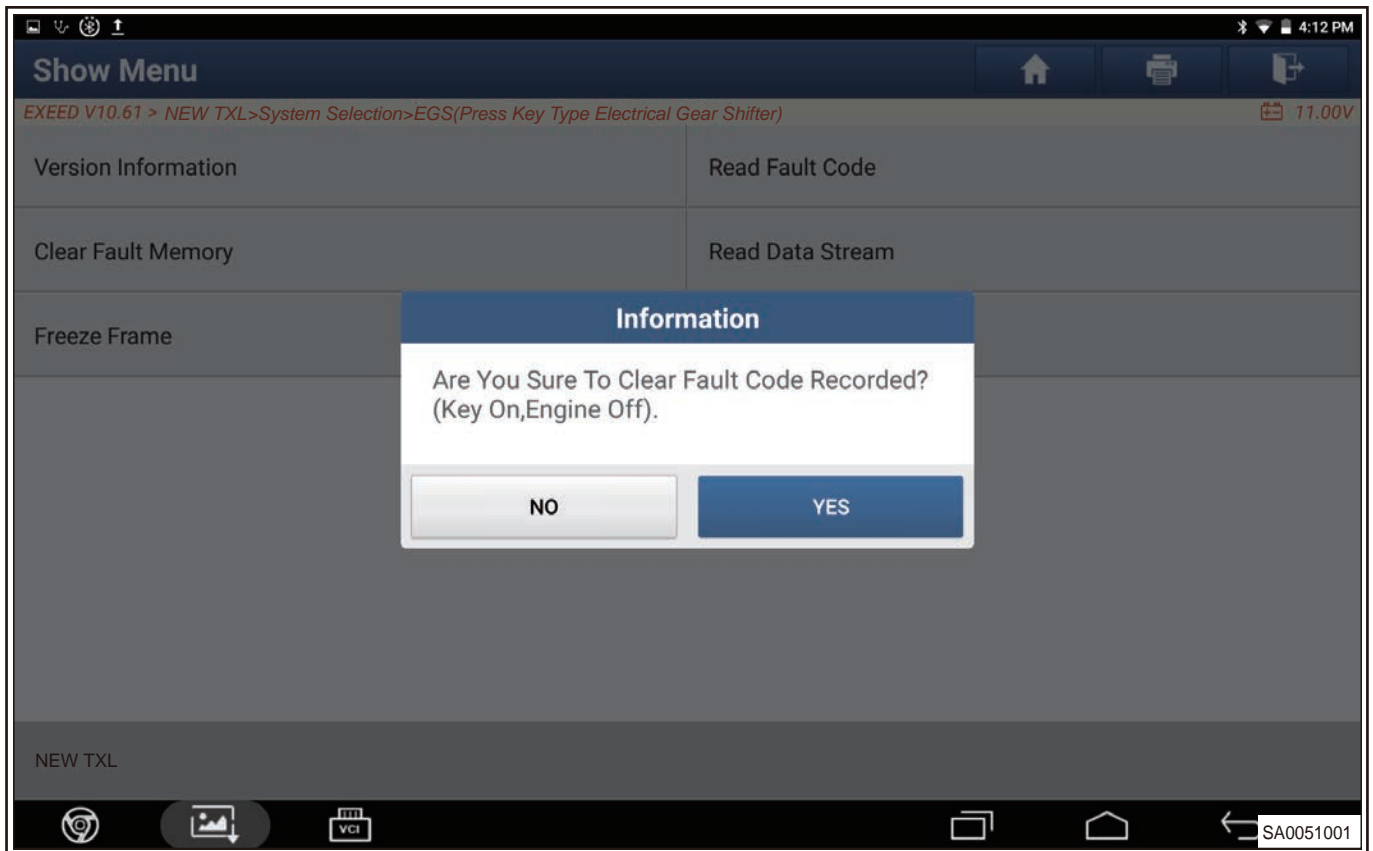 4:12 PM
Show Menu
EXEED V10.61 > NEW TXL>System Selection>EGS(Press Key Type Electrical Gear Shifter)
11.00V
Version Information
Read Fault Code
Clear Fault Memory
Read Data Stream
Freeze Frame
Information
Are You Sure To Clear Fault Code Recorded?
(Key On,Engine Off).
NO
YES
NEW TXL
VCI
SA0051001